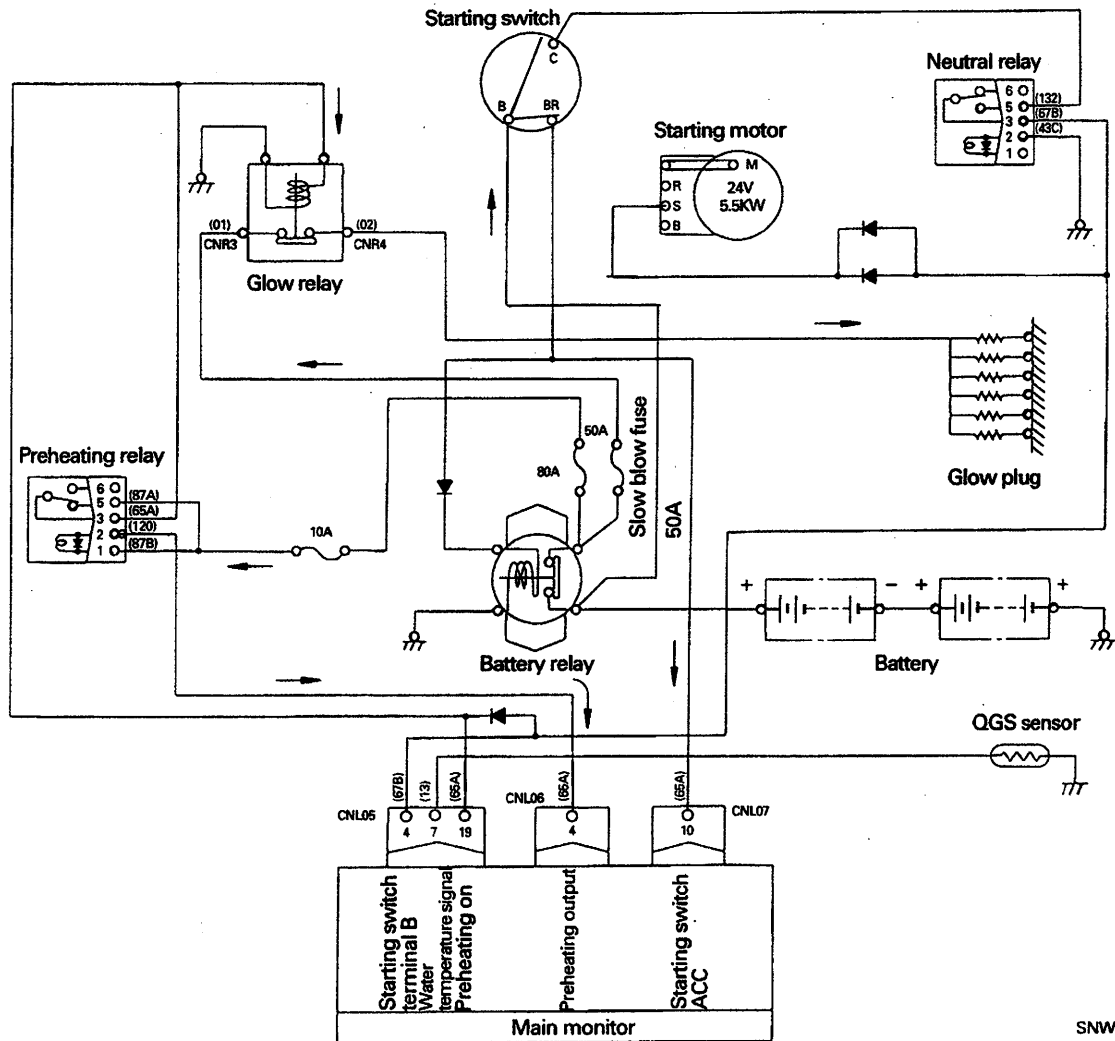 Starting switch
C
B
BR
Neutral relay
6
5
3
2
1
(132)
(67B)
(43C)
Starting motor
M
R
S
B
24V
5.5KW
(01)
CNR3
(02)
CNR4
Glow relay
Glow plug
Preheating relay
6
5
3
2
1
(87A)
(65A)
(120)
(87B)
10A
50A
80A
Slow blow fuse
50A
Battery relay
+
-
+
+
Battery
QGS sensor
(67B)
(13)
(65A)
CNL05
4
7
19
CNL06
(66A)
4
(65A)
CNL07
10
Starting switch
terminal B
Water
temperature signal
Preheating on
Preheating output
Starting switch
ACC
Main monitor
SNW